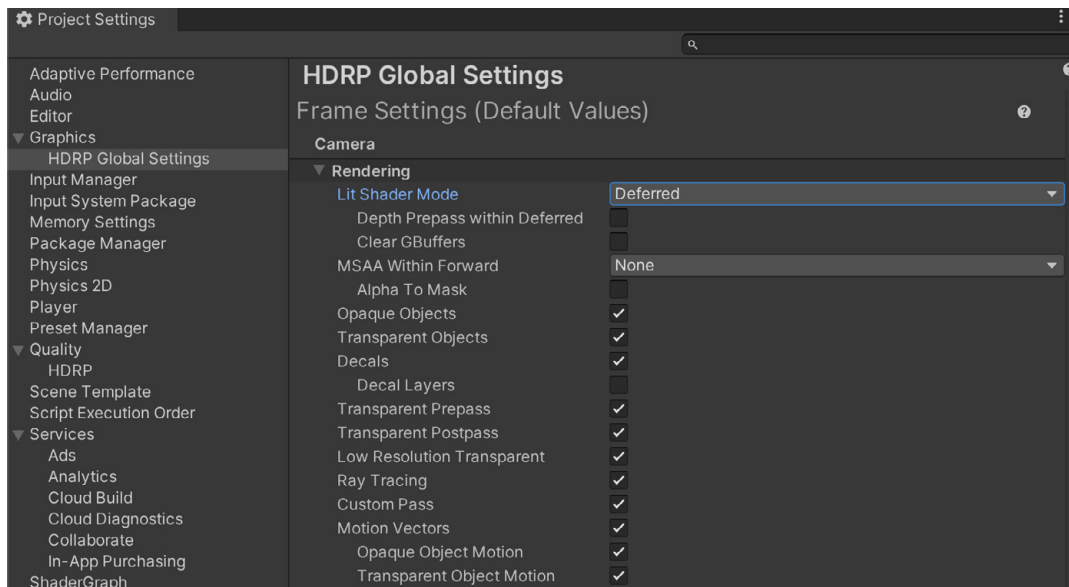 Project Settings
Adaptive Performance
Audio
Editor
Graphics
HDRP Global Settings
Input Manager
Input System Package
Memory Settings
Package Manager
Physics
Physics 2D
Player
Preset Manager
Quality
HDRP
Scene Template
Script Execution Order
Services
Ads
Analytics
Cloud Build
Cloud Diagnostics
Collaborate
In-App Purchasing
ShaderGraph
HDRP Global Settings
Frame Settings (Default Values)
Camera
Rendering
Lit Shader Mode Deferred
Depth Prepass within Deferred
Clear GBuffers
MSAA Within Forward None
Alpha To Mask
Opaque Objects
Transparent Objects
Decals
Decal Layers
Transparent Prepass
Transparent Postpass
Low Resolution Transparent
Ray Tracing
Custom Pass
Motion Vectors
Opaque Object Motion
Transparent Object Motion